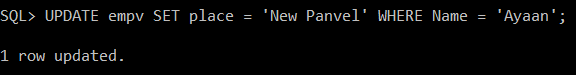 SQL> UPDATE empv SET place = 'New Panvel' WHERE Name = 'Ayaan';
1 row updated.